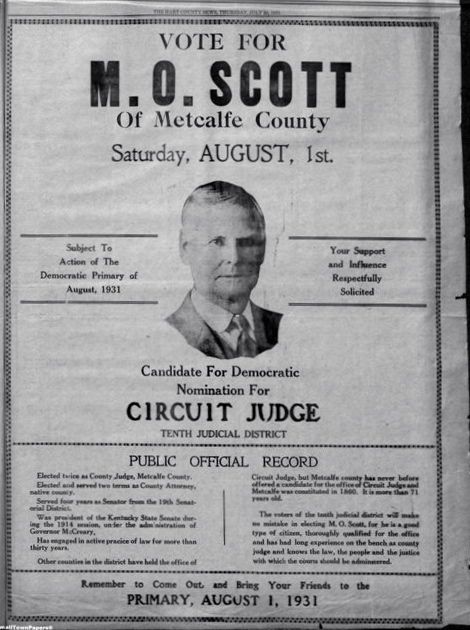 THE HART COUNTY NEWS, THURSDAY, JULY
VOTE FOR
M. O. SCOTT
Of Metcalfe County
Saturday, AUGUST, 1st.
Subject To
Action of The
Democratic Primary of
August, 1931
Your Support
and Influence
Respectfully
Solicited
Candidate For Democratic
Nomination For
CIRCUIT JUDGE
TENTH JUDICIAL DISTRICT
PUBLIC OFFICIAL RECORD
Elected twice as County Judge, Metcalfe County.
Elected and served two terms as County Attorney,
native county.
Served four years as Senator from the 19th Senat-
orial District.
Was president of the Kentucky State Senate dur-
ing the 1914 session, under the administration of
Governor McCreary,
Has engaged in active pracice of law for more than
thirty years.
Other counties in the district have held the office of
Circuit Judge, but Metcalfe county has never before
offered a candidate for the office of Circuit Judge and
Metcalfe was constituted in 1860. It is more than 71
years old.
The voters of the tenth judicial district will make
no mistake in electing M. O. Scott, for he is a good
type of citizen, thoroughly qualified for the office
and has had long experience on the bench as county
judge and knows the law, the people and the justice
with which the courts should be administered.
Remember to Come Out, and Bring Your Friends to the
PRIMARY, AUGUST 1, 1931
mallTownPapers®